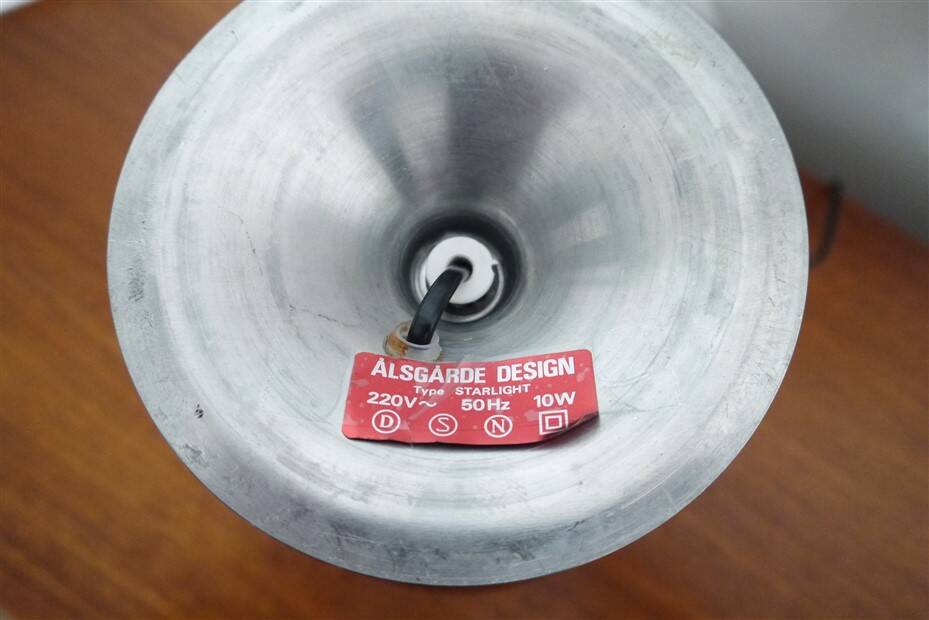 ÅLSGÅRDE DESIGN
Type STARLIGHT
220V~ 50Hz 10W
D S N